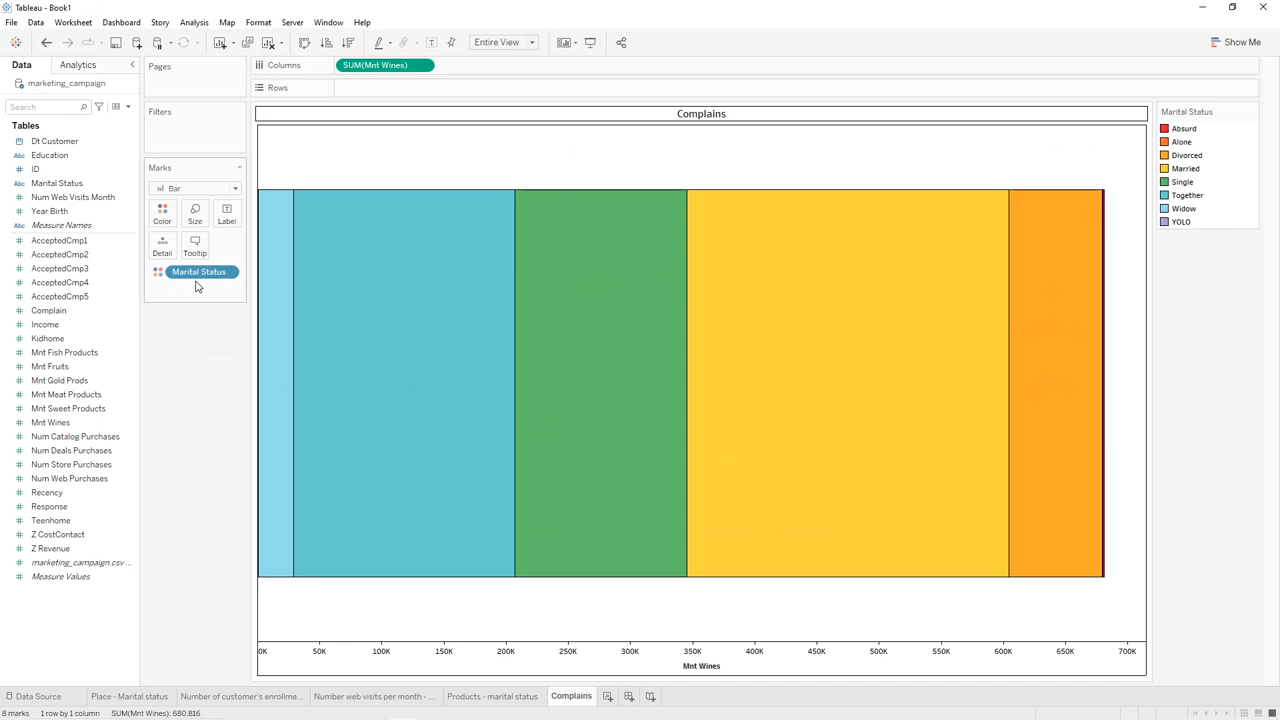 Tableau - Book1
File Data Worksheet Dashboard Story Analysis Map Format Server Window Help
Entire View
Show Me
Data Analytics
marketing_campaign
Search
Tables
Dt Customer
Abc Education
ID
Abc Marital Status
Num Web Visits Month
Year Birth
Abc Measure Names
AcceptedCmp1
AcceptedCmp2
AcceptedCmp3
AcceptedCmp4
AcceptedCmp5
Complain
Income
Kidhome
Mnt Fish Products
Mnt Fruits
Mnt Gold Prods
Mnt Meat Products
Mnt Sweet Products
Mnt Wines
Num Catalog Purchases
Num Deals Purchases
Num Store Purchases
Num Web Purchases
Recency
Response
Teenhome
Z CostContact
Z Revenue
marketing_campaign.csv ...
Measure Values
Pages
Filters
Marks
Bar
Color Size Label
Detail Tooltip
Marital Status
Columns SUM(Mnt Wines)
Rows
Complains
0K 50K 100K 150K 200K 250K 300K 350K 400K 450K 500K 550K 600K 650K 700K
Mnt Wines
Marital Status
Absurd
Alone
Divorced
Married
Single
Together
Widow
YOLO
Data Source Place - Marital status Number of customer's enrollme... Number web visits per month - ... Products - marital status Complains
8 marks 1 row by 1 column SUM(Mnt Wines): 680,816